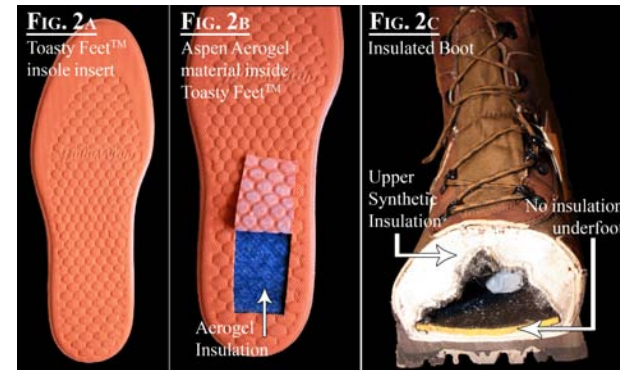 FIG. 2A
Toasty Feet™
insole insert
FIG. 2B
Aspen Aerogel
material inside
Toasty Feet™
Aerogel
Insulation
FIG. 2C
Insulated Boot
Upper
Synthetic
Insulation
No insulation
underfoot